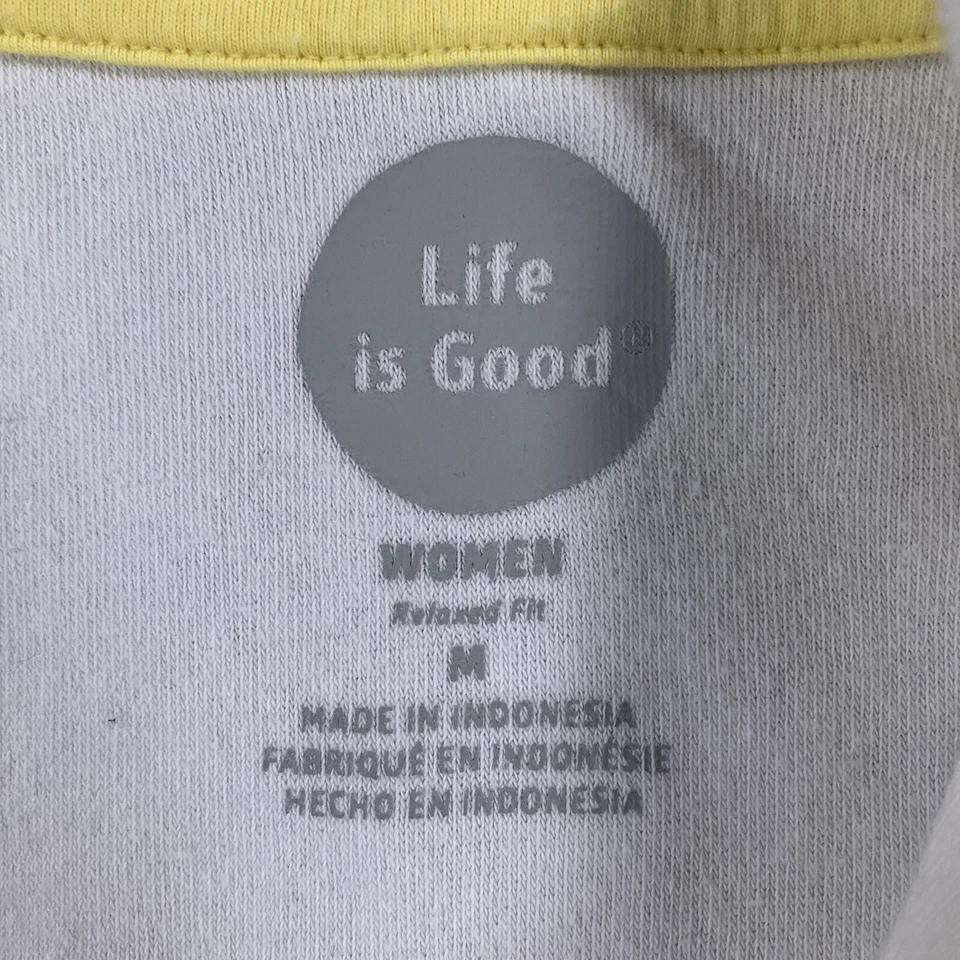 Life
is Good®
WOMEN
Relaxed Fit
M
MADE IN INDONESIA
FABRIQUÉ EN INDONÉSIE
HECHO EN INDONESIA